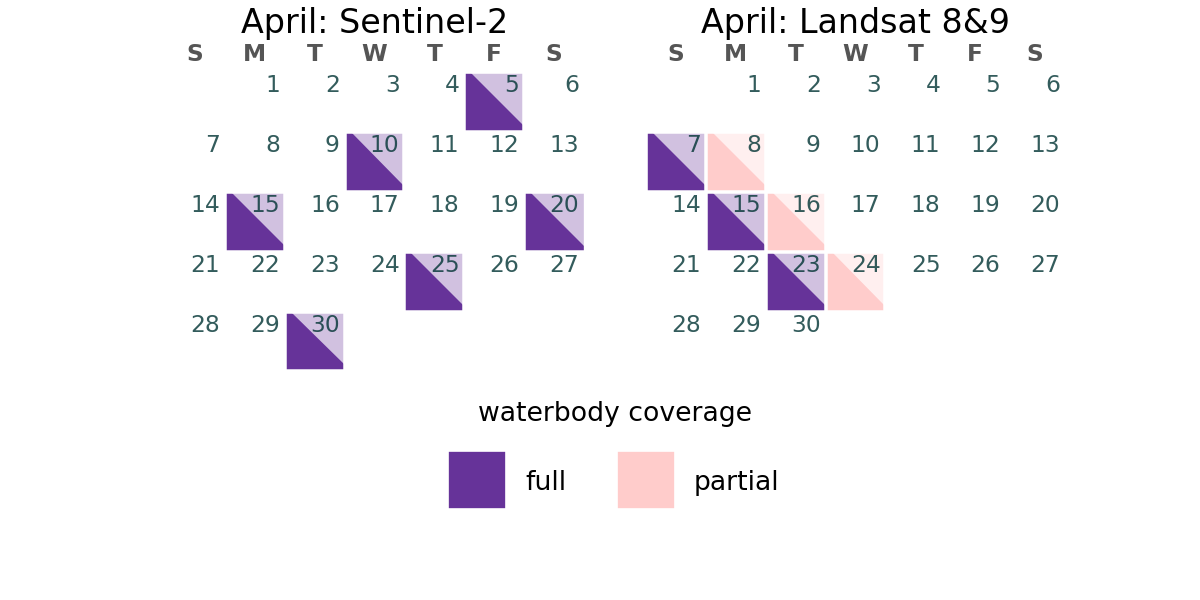 April: Sentinel-2
S M T W T F S
1 2 3 4 5 6
7 8 9 10 11 12 13
14 15 16 17 18 19 20
21 22 23 24 25 26 27
28 29 30
April: Landsat 8&9
S M T W T F S
1 2 3 4 5 6
7 8 9 10 11 12 13
14 15 16 17 18 19 20
21 22 23 24 25 26 27
28 29 30
waterbody coverage
full
partial